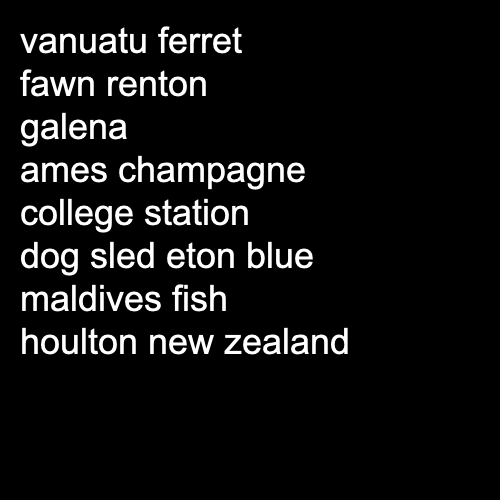 vanuatu ferret
fawn renton
galena
ames champagne
college station
dog sled eton blue
maldives fish
houlton new zealand